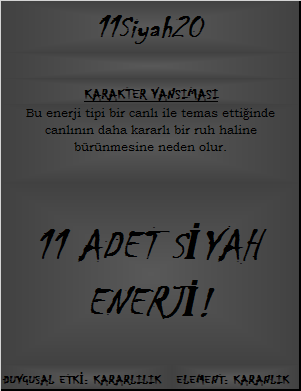 11Siyah20
KARAKTER YANSIMASI
Bu enerji tipi bir canlı ile temas ettiğinde
canlının daha kararlı bir ruh haline
bürünmesine neden olur.
11 ADET SİYAH
ENERJİ!
DUYGUSAL ETKİ: KARARLILIK ELEMENT: KARANLIK